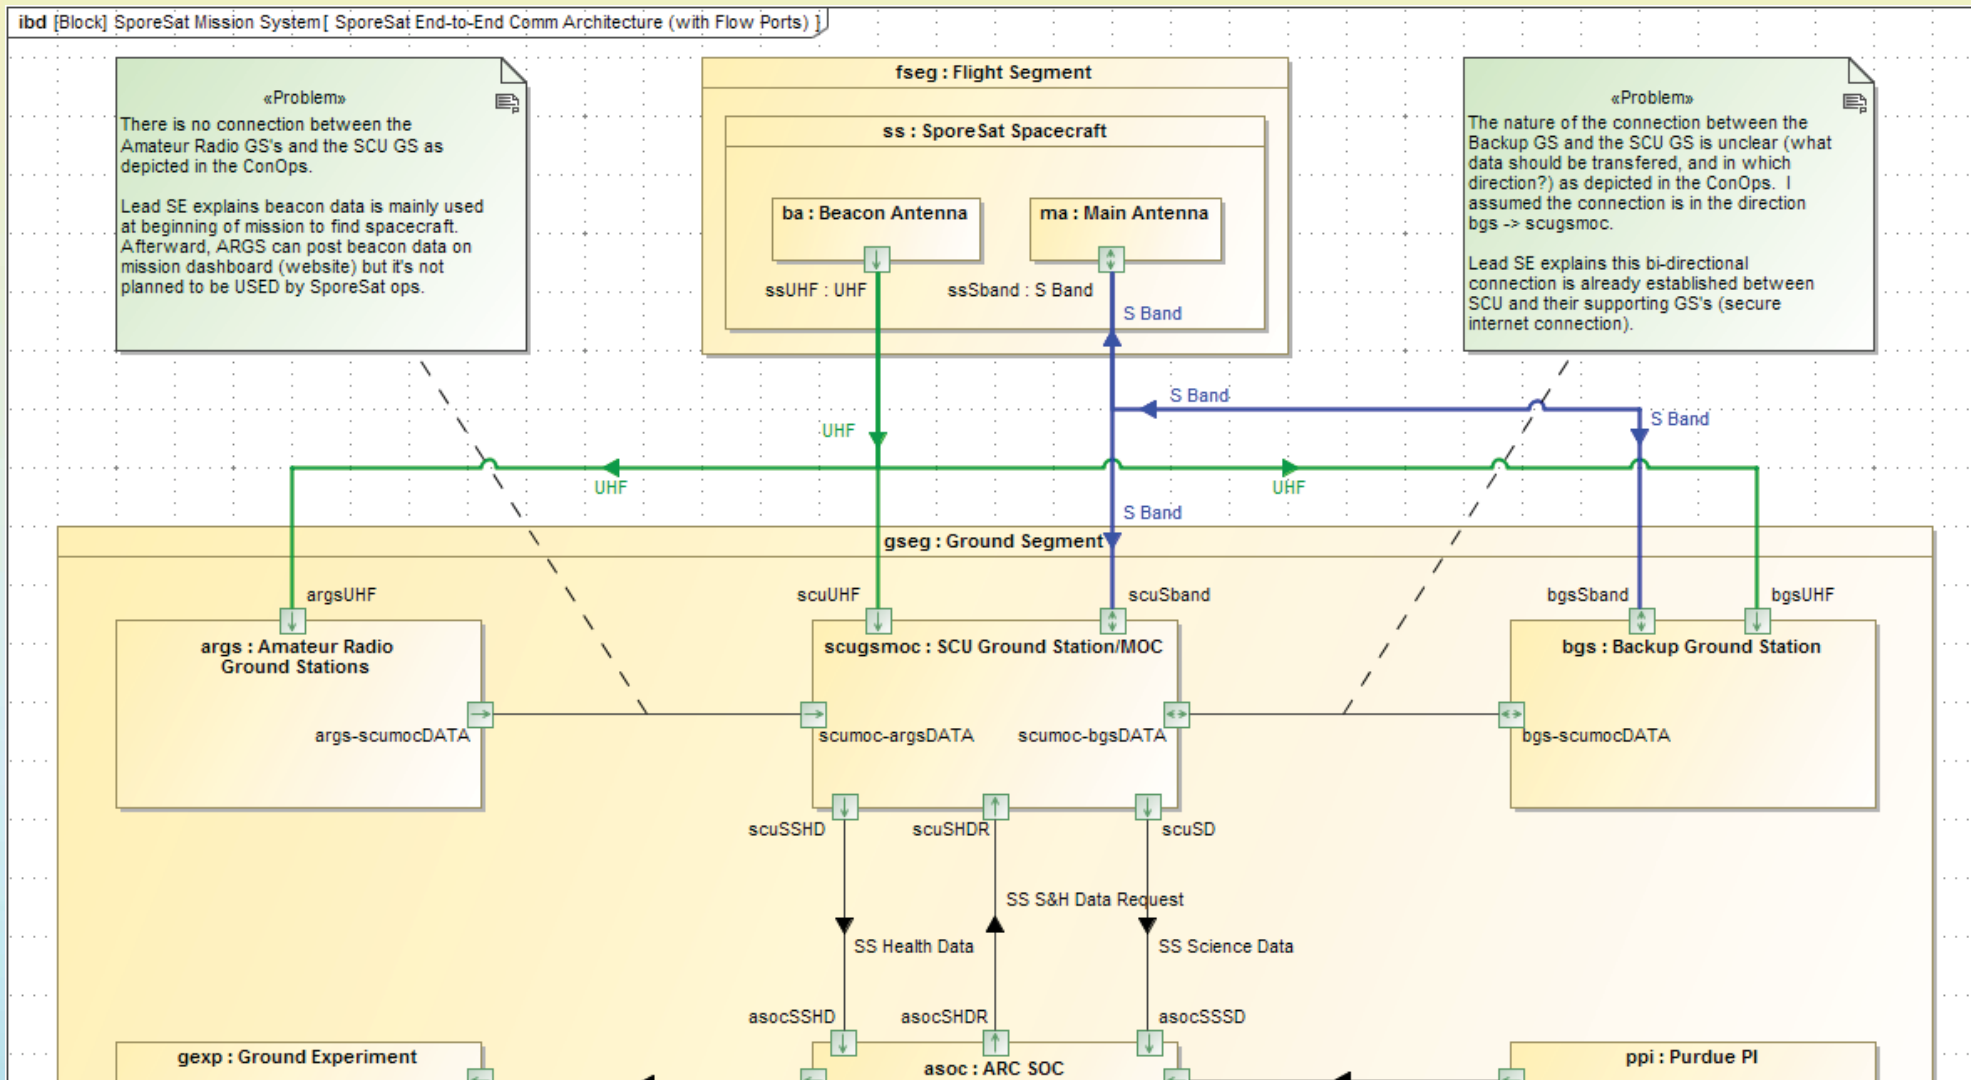 ibd [Block] SporeSat Mission System[ SporeSat End-to-End Comm Architecture (with Flow Ports) ]
«Problem»
There is no connection between the
Amateur Radio GS's and the SCU GS as
depicted in the ConOps.
Lead SE explains beacon data is mainly used
at beginning of mission to find spacecraft.
Afterward, ARGS can post beacon data on
mission dashboard (website) but it's not
planned to be USED by SporeSat ops.
fseg : Flight Segment
ss : SporeSat Spacecraft
ba : Beacon Antenna
ma : Main Antenna
ssUHF : UHF
ssSband : S Band
«Problem»
The nature of the connection between the
Backup GS and the SCU GS is unclear (what
data should be transfered, and in which
direction?) as depicted in the ConOps. I
assumed the connection is in the direction
bgs -> scugsmoc.
Lead SE explains this bi-directional
connection is already established between
SCU and their supporting GS's (secure
internet connection).
S Band
S Band
S Band
UHF
UHF
UHF
S Band
gseg : Ground Segment
argsUHF
scuUHF
scuSband
bgsSband
bgsUHF
args : Amateur Radio
Ground Stations
scugsmoc : SCU Ground Station/MOC
bgs : Backup Ground Station
args-scumocDATA
scumoc-argsDATA
scumoc-bgsDATA
bgs-scumocDATA
scuSSHD
scuSHDR
scuSD
SS S&H Data Request
SS Health Data
SS Science Data
asocSSHD
asocSHDR
asocSSSD
gexp : Ground Experiment
asoc : ARC SOC
ppi : Purdue PI